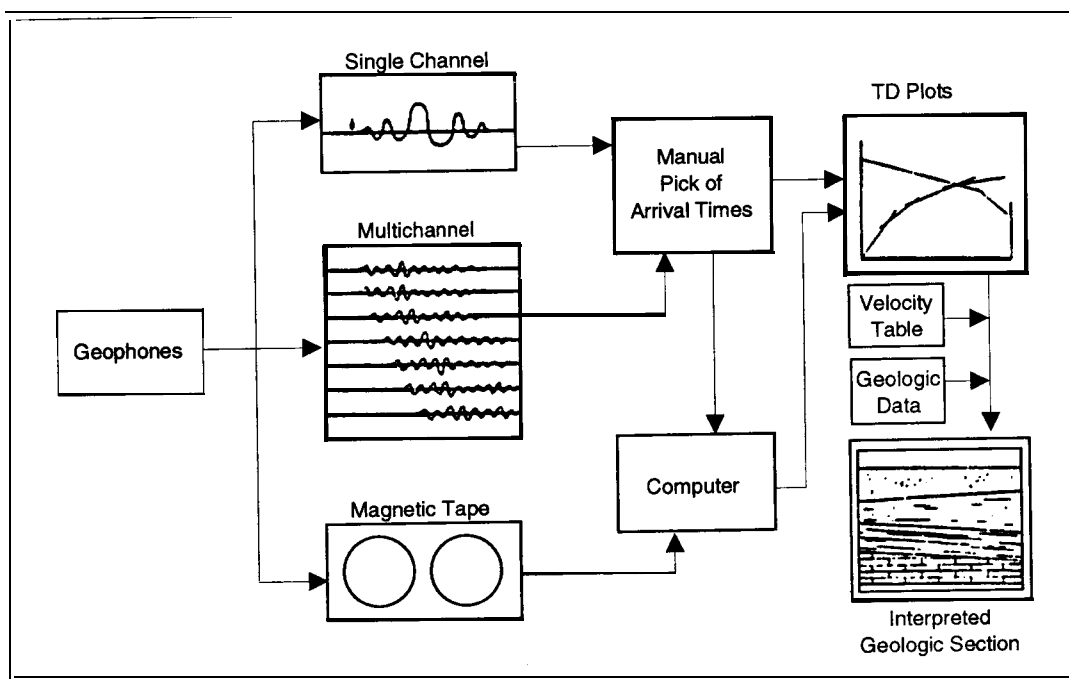 Single Channel
TD Plots
Manual
Pick of
Arrival Times
Multichannel
Geophones
Velocity
Table
Geologic
Data
Computer
Magnetic Tape
Interpreted
Geologic Section